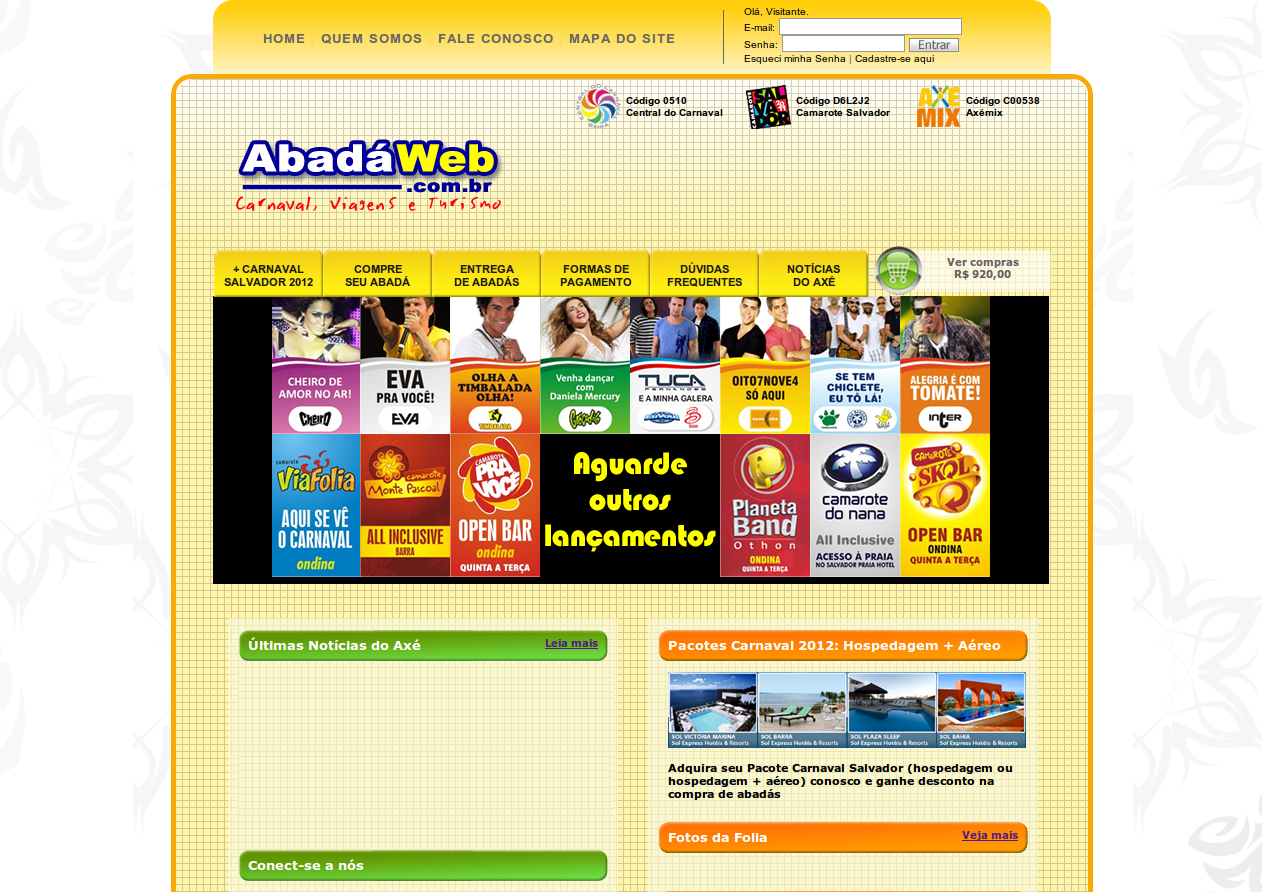 Olá, Visitante.
E-mail:
Senha: Entrar
Esqueci minha Senha | Cadastre-se aqui
HOME | QUEM SOMOS | FALE CONOSCO | MAPA DO SITE
Código 0510
Central do Carnaval
Código D6L2J2
Camarote Salvador
AXÉ
MIX
Código C00538
Axémix
AbadáWeb
.com.br
Carnaval, Viagens e Turismo
+ CARNAVAL
SALVADOR 2012
COMPRE
SEU ABADÁ
ENTREGA
DE ABADÁS
FORMAS DE
PAGAMENTO
DÚVIDAS
FREQUENTES
NOTÍCIAS
DO AXÉ
Ver compras
R$ 920,00
CHEIRO DE
AMOR NO AR!
Cheiro
EVA
PRA VOCÊ!
EVA
OLHA A
TIMBALADA
OLHA!
TIMBALADA
Venha dançar
com
Daniela Mercury
TUCA
FERNANDES
E A MINHA GALERA
OITO7NOVE4
SÓ AQUI
SE TEM
CHICLETE,
EU TÔ LÁ!
ALEGRIA É COM
TOMATE!
inter
camarote
ViaFolia
AQUI SE VÊ
O CARNAVAL
ondina
camarote
Monte Pascoal
ALL INCLUSIVE
BARRA
CAMAROTE
PRA
VOCÊ
OPEN BAR
ondina
QUINTA A TERÇA
Aguarde
outros
lançamentos
Planeta
Band
Othon
ONDINA
QUINTA A TERÇA
camarote
do nana
All Inclusive
ACESSO À PRAIA
NO SALVADOR PRAIA HOTEL
CAMAROTE
SKOL
OPEN BAR
ONDINA
QUINTA A TERÇA
Últimas Notícias do Axé Leia mais
Pacotes Carnaval 2012: Hospedagem + Aéreo
SOL VICTÓRIA MARINA
Sol Express Hotéis & Resorts
SOL BARRA
Sol Express Hotéis & Resorts
SOL PLAZA SLEEP
Sol Express Hotéis & Resorts
SOL BAHIA
Sol Express Hotéis & Resorts
Adquira seu Pacote Carnaval Salvador (hospedagem ou
hospedagem + aéreo) conosco e ganhe desconto na
compra de abadás
Fotos da Folia Veja mais
Conect-se a nós